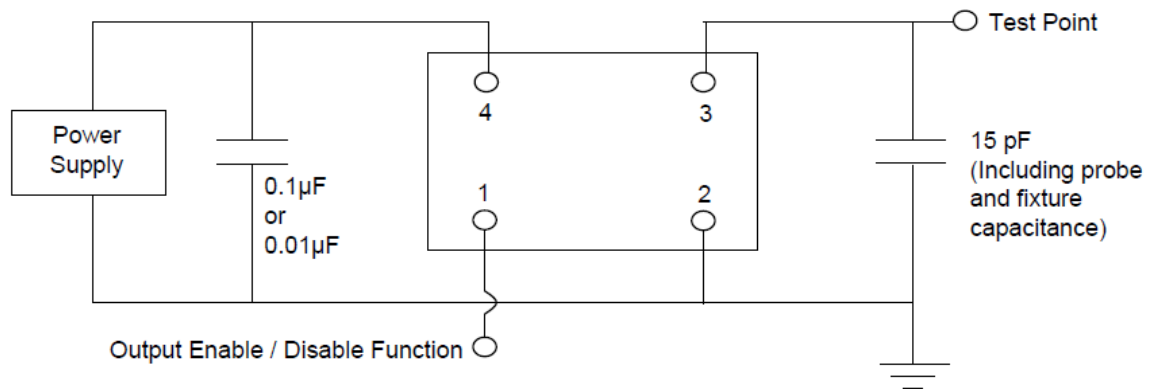 Test Point
4
3
Power
Supply
15 pF
(Including probe
and fixture
capacitance)
0.1µF
or
0.01µF
1
2
Output Enable / Disable Function